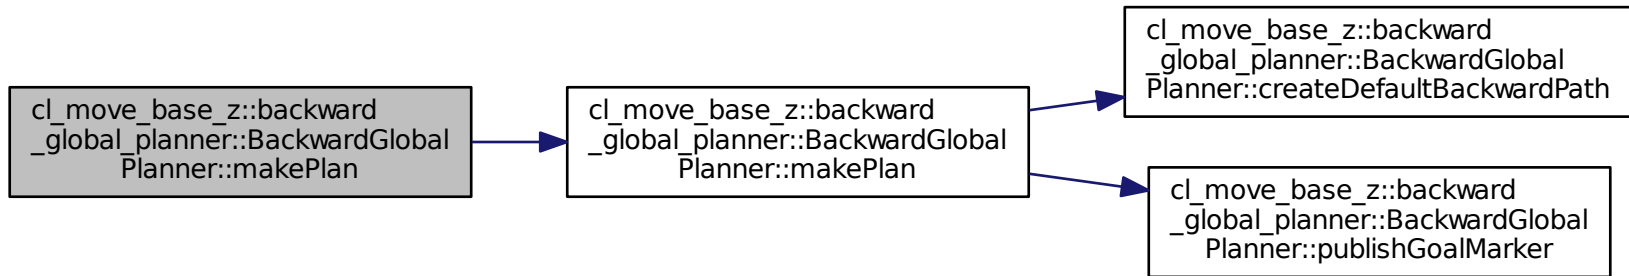 cl_move_base_z::backward
_global_planner::BackwardGlobal
Planner::makePlan
cl_move_base_z::backward
_global_planner::BackwardGlobal
Planner::makePlan
cl_move_base_z::backward
_global_planner::BackwardGlobal
Planner::createDefaultBackwardPath
cl_move_base_z::backward
_global_planner::BackwardGlobal
Planner::publishGoalMarker